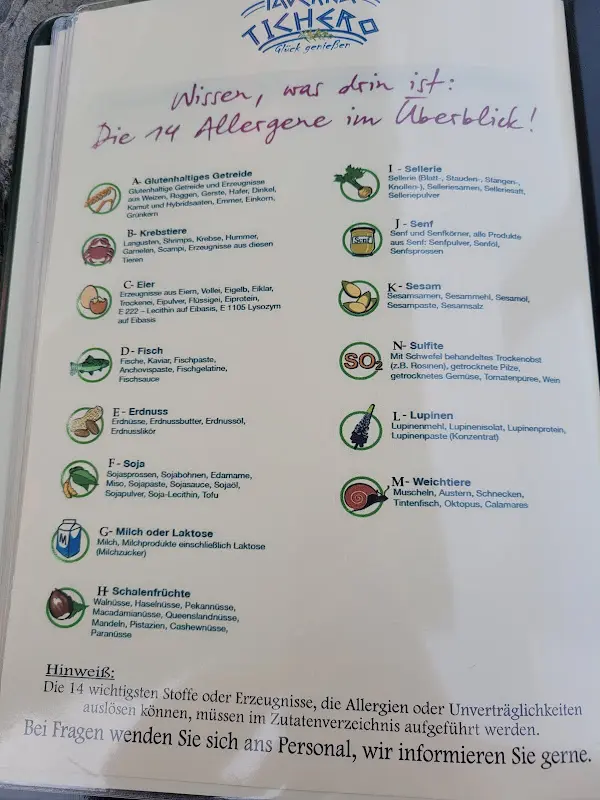 TAVERNA
TICHERO
Glück genießen
Wissen, was drin ist:
Die 14 Allergene im Überblick!
A- Glutenhaltiges Getreide
Glutenhaltige Getreide und Erzeugnisse
aus Weizen, Roggen, Gerste, Hafer, Dinkel,
Kamut und Hybridsaaten, Emmer, Einkorn,
Grünkern
B- Krebstiere
Langusten, Shrimps, Krebse, Hummer,
Garnelen, Scampi, Erzeugnisse aus diesen
Tieren
C- Eier
Erzeugnisse aus Eiern, Vollei, Eigelb, Eiklar,
Trockenei, Eipulver, Flüssigei, Eiprotein,
E 222 – Lecithin auf Eibasis, E 1105 Lysozym
auf Eibasis
D- Fisch
Fische, Kaviar, Fischpaste,
Anchovispaste, Fischgelatine,
Fischsauce
E- Erdnuss
Erdnüsse, Erdnussbutter, Erdnussöl,
Erdnusslikör
F- Soja
Sojasprossen, Sojabohnen, Edamame,
Miso, Sojapaste, Sojasauce, Sojaöl,
Sojapulver, Soja-Lecithin, Tofu
G- Milch oder Laktose
Milch, Milchprodukte einschließlich Laktose
(Milchzucker)
M
H- Schalenfrüchte
Walnüsse, Haselnüsse, Pekannüsse,
Macadamianüsse, Queenslandnüsse,
Mandeln, Pistazien, Cashewnüsse,
Paranüsse
I - Sellerie
Sellerie (Blatt-, Stauden-, Stangen-,
Knollen-), Selleriesamen, Selleriesaft,
Selleriepulver
J - Senf
Senf und Senfkörner, alle Produkte
aus Senf: Senfpulver, Senföl,
Senfsprossen
Senf
K - Sesam
Sesamsamen, Sesammehl, Sesamöl,
Sesampaste, Sesamsalz
N- Sulfite
Mit Schwefel behandeltes Trockenobst
(z.B. Rosinen), getrocknete Pilze,
getrocknetes Gemüse, Tomatenpüree, Wein
SO2
L- Lupinen
Lupinenmehl, Lupinenisolat, Lupinenprotein,
Lupinenpaste (Konzentrat)
M- Weichtiere
Muscheln, Austern, Schnecken,
Tintenfisch, Oktopus, Calamares
Hinweiß:
Die 14 wichtigsten Stoffe oder Erzeugnisse, die Allergien oder Unverträglichkeiten
auslösen können, müssen im Zutatenverzeichnis aufgeführt werden.
Bei Fragen wenden Sie sich ans Personal, wir informieren Sie gerne.